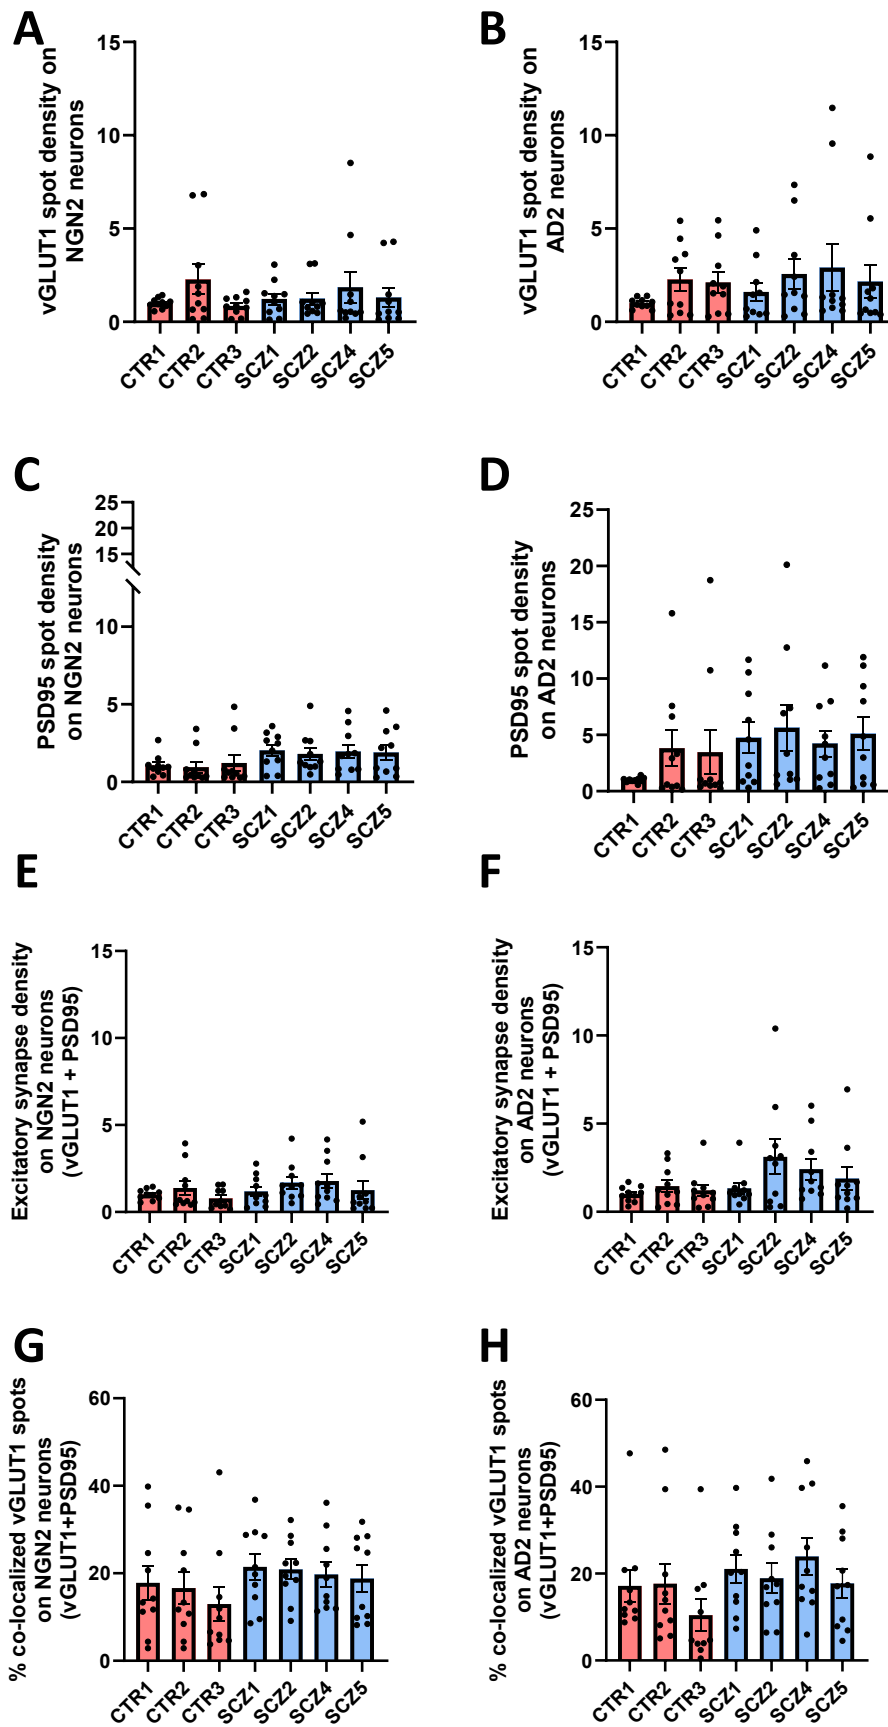 A
vGLUT1 spot density on
NGN2 neurons
15
10
5
0
CTR1
CTR2
CTR3
SCZ1
SCZ2
SCZ4
SCZ5
B
vGLUT1 spot density on
AD2 neurons
15
10
5
0
CTR1
CTR2
CTR3
SCZ1
SCZ2
SCZ4
SCZ5
C
PSD95 spot density
on NGN2 neurons
25
20
15
10
5
0
CTR1
CTR2
CTR3
SCZ1
SCZ2
SCZ4
SCZ5
D
PSD95 spot density
on AD2 neurons
25
20
15
10
5
0
CTR1
CTR2
CTR3
SCZ1
SCZ2
SCZ4
SCZ5
E
Excitatory synapse density
on NGN2 neurons
(vGLUT1 + PSD95)
15
10
5
0
CTR1
CTR2
CTR3
SCZ1
SCZ2
SCZ4
SCZ5
F
Excitatory synapse density
on AD2 neurons
(vGLUT1 + PSD95)
15
10
5
0
CTR1
CTR2
CTR3
SCZ1
SCZ2
SCZ4
SCZ5
G
% co-localized vGLUT1 spots
on NGN2 neurons
(vGLUT1+PSD95)
60
40
20
0
CTR1
CTR2
CTR3
SCZ1
SCZ2
SCZ4
SCZ5
H
% co-localized vGLUT1 spots
on AD2 neurons
(vGLUT1+PSD95)
60
40
20
0
CTR1
CTR2
CTR3
SCZ1
SCZ2
SCZ4
SCZ5